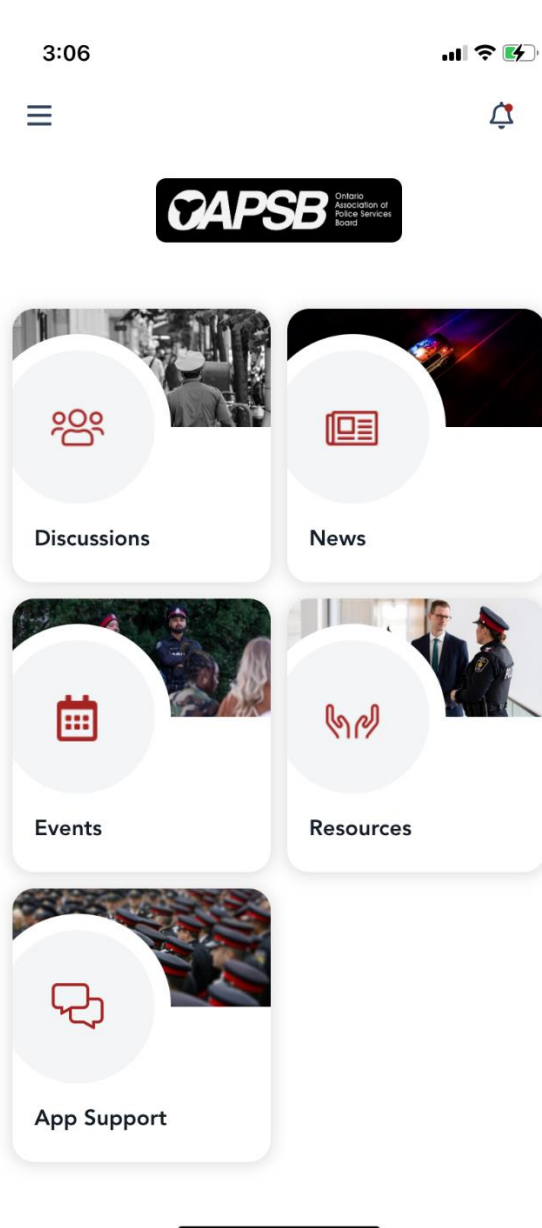 3:06
OAPSB
Ontario
Association of
Police Services
Board
Discussions
News
Events
Resources
App Support